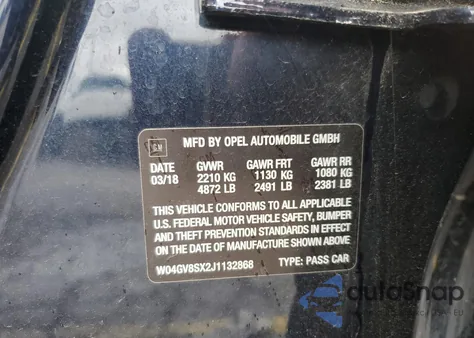 GM
MFD BY OPEL AUTOMOBILE GMBH
DATE GVWR GAWR FRT GAWR RR
03/18 2210 KG 1130 KG 1080 KG
4872 LB 2491 LB 2381 LB
THIS VEHICLE CONFORMS TO ALL APPLICABLE
U.S. FEDERAL MOTOR VEHICLE SAFETY, BUMPER
AND THEFT PREVENTION STANDARDS IN EFFECT
ON THE DATE OF MANUFACTURE SHOWN ABOVE.
W04GV8SX2J1132868 TYPE: PASS CAR
autoSnap